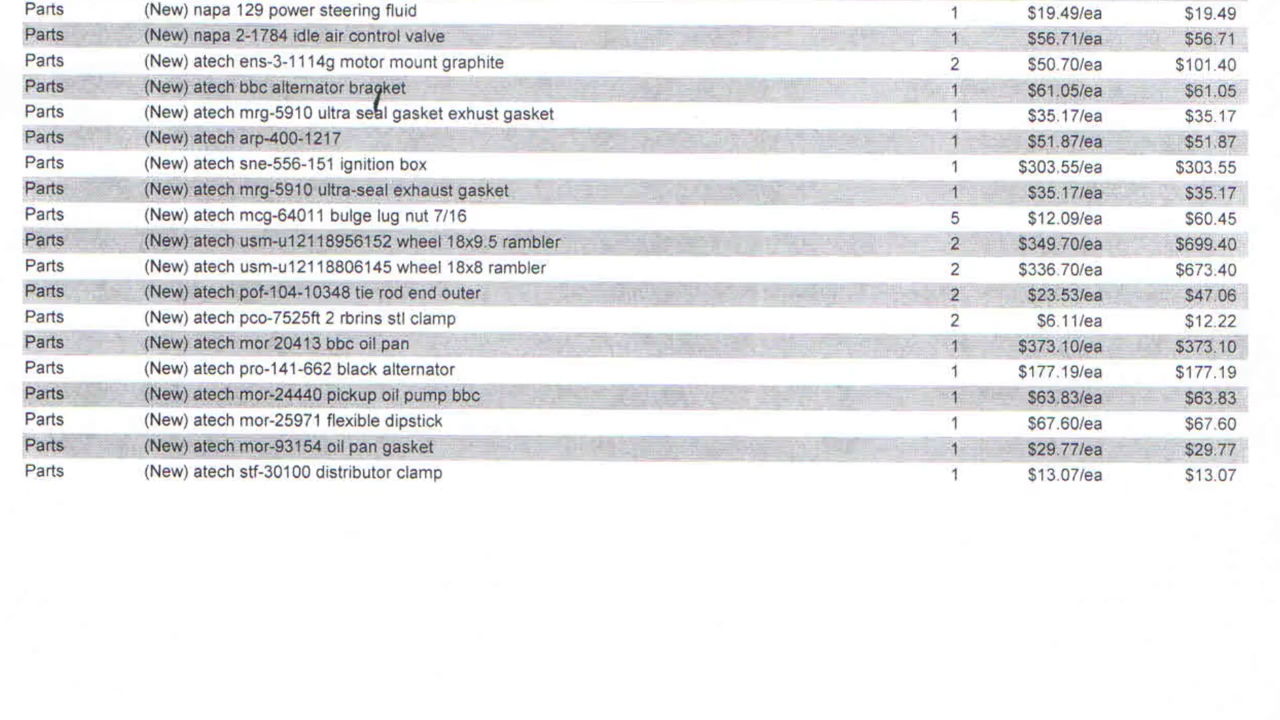 Parts (New) napa 129 power steering fluid 1 $19.49/ea $19.49
Parts (New) napa 2-1784 idle air control valve 1 $56.71/ea $56.71
Parts (New) atech ens-3-1114g motor mount graphite 2 $50.70/ea $101.40
Parts (New) atech bbc alternator bracket 1 $61.05/ea $61.05
Parts (New) atech mrg-5910 ultra seal gasket exhust gasket 1 $35.17/ea $35.17
Parts (New) atech arp-400-1217 1 $51.87/ea $51.87
Parts (New) atech sne-556-151 ignition box 1 $303.55/ea $303.55
Parts (New) atech mrg-5910 ultra-seal exhaust gasket 1 $35.17/ea $35.17
Parts (New) atech mcg-64011 bulge lug nut 7/16 5 $12.09/ea $60.45
Parts (New) atech usm-u12118956152 wheel 18x9.5 rambler 2 $349.70/ea $699.40
Parts (New) atech usm-u12118806145 wheel 18x8 rambler 2 $336.70/ea $673.40
Parts (New) atech pof-104-10348 tie rod end outer 2 $23.53/ea $47.06
Parts (New) atech pco-7525ft 2 rbrins stl clamp 2 $6.11/ea $12.22
Parts (New) atech mor 20413 bbc oil pan 1 $373.10/ea $373.10
Parts (New) atech pro-141-662 black alternator 1 $177.19/ea $177.19
Parts (New) atech mor-24440 pickup oil pump bbc 1 $63.83/ea $63.83
Parts (New) atech mor-25971 flexible dipstick 1 $67.60/ea $67.60
Parts (New) atech mor-93154 oil pan gasket 1 $29.77/ea $29.77
Parts (New) atech stf-30100 distributor clamp 1 $13.07/ea $13.07